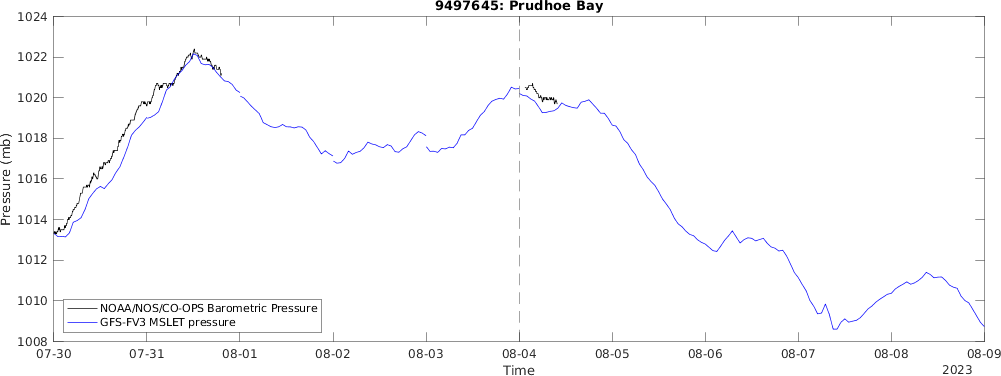 9497645: Prudhoe Bay
1024
1022
1020
1018
1016
1014
1012
1010
1008
Pressure (mb)
NOAA/NOS/CO-OPS Barometric Pressure
GFS-FV3 MSLET pressure
07-30 07-31 08-01 08-02 08-03 08-04 08-05 08-06 08-07 08-08 08-09
Time
2023